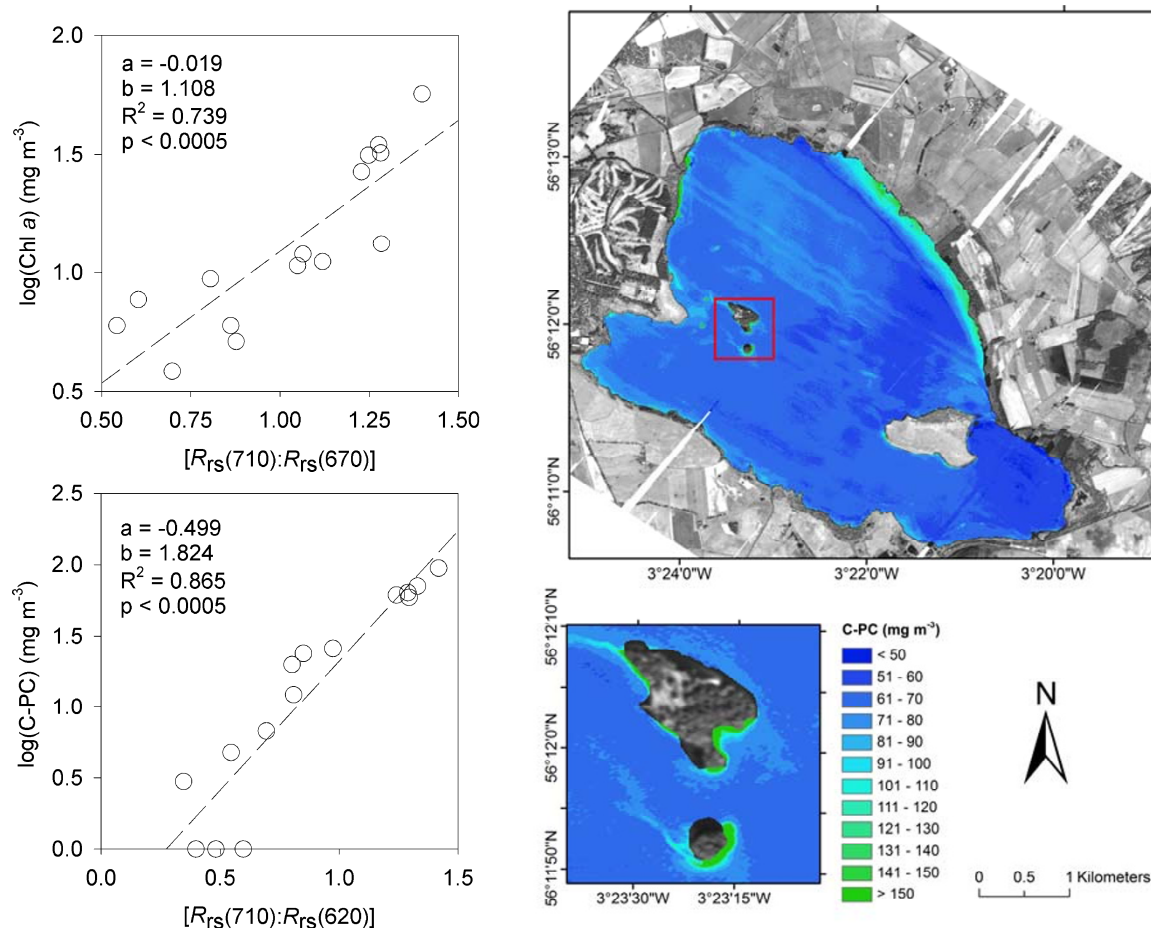 2.0
a = -0.019
b = 1.108
R² = 0.739
p < 0.0005
1.5
1.0
0.5
log(Chl a) (mg m⁻³)
0.50 0.75 1.00 1.25 1.50
[Rrs(710):Rrs(670)]
2.5
a = -0.499
b = 1.824
R² = 0.865
p < 0.0005
2.0
1.5
1.0
0.5
0.0
log(C-PC) (mg m⁻³)
0.0 0.5 1.0 1.5
[Rrs(710):Rrs(620)]
56°13'0"N
56°12'0"N
56°11'0"N
3°24'0"W 3°22'0"W 3°20'0"W
56°12'10"N
56°12'0"N
56°11'50"N
3°23'30"W 3°23'15"W
C-PC (mg m⁻³)
< 50
51 - 60
61 - 70
71 - 80
81 - 90
91 - 100
101 - 110
111 - 120
121 - 130
131 - 140
141 - 150
> 150
N
0 0.5 1 Kilometers